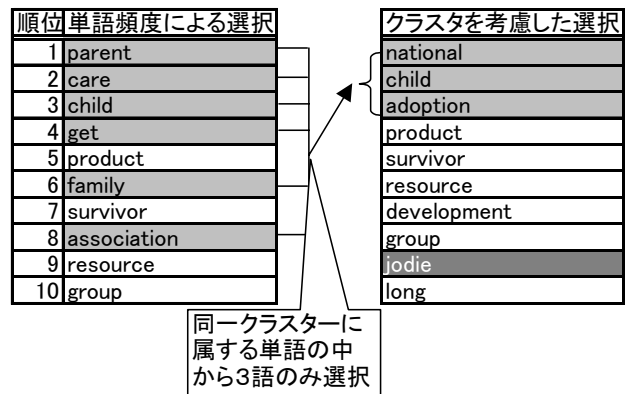 順位 単語頻度による選択
1 parent
2 care
3 child
4 get
5 product
6 family
7 survivor
8 association
9 resource
10 group
クラスタを考慮した選択
national
child
adoption
product
survivor
resource
development
group
jodie
long
同一クラスターに
属する単語の中
から3語のみ選択